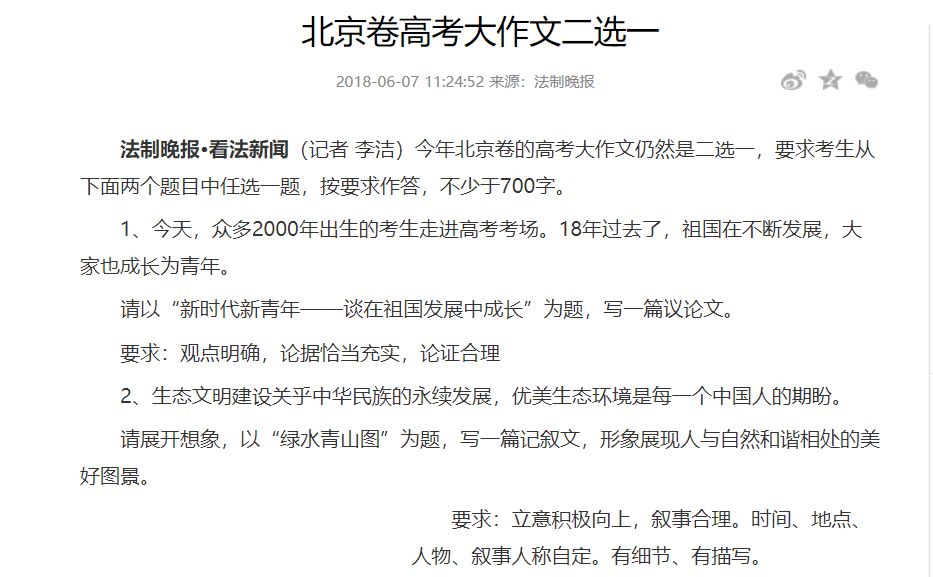 北京卷高考大作文二选一
2018-06-07 11:24:52 来源：法制晚报
法制晚报•看法新闻（记者 李洁）今年北京卷的高考大作文仍然是二选一，要求考生从
下面两个题目中任选一题，按要求作答，不少于700字。
1、今天，众多2000年出生的考生走进高考考场。18年过去了，祖国在不断发展，大
家也成长为青年。
请以“新时代新青年——谈在祖国发展中成长”为题，写一篇议论文。
要求：观点明确，论据恰当充实，论证合理
2、生态文明建设关乎中华民族的永续发展，优美生态环境是每一个中国人的期盼。
请展开想象，以“绿水青山图”为题，写一篇记叙文，形象展现人与自然和谐相处的美
好图景。
要求：立意积极向上，叙事合理。时间、地点、
人物、叙事人称自定。有细节、有描写。